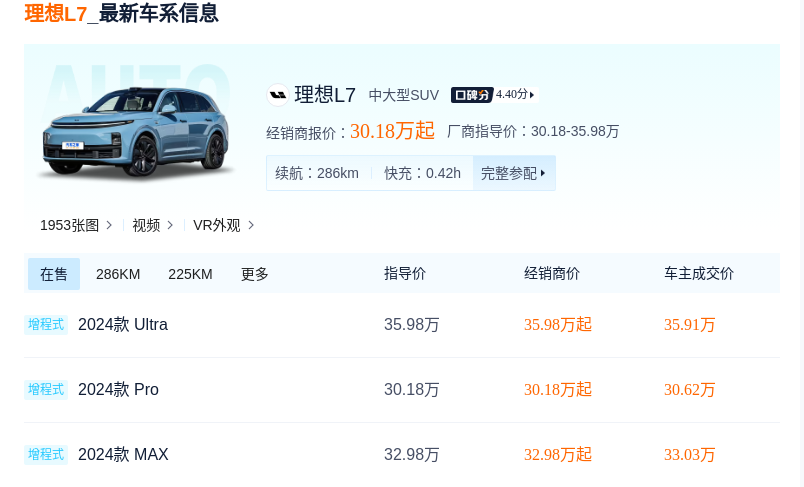 理想L7_最新车系信息
AUTO
理想L7 中大型SUV 口碑分 4.40分
经销商报价：30.18万起 厂商指导价：30.18-35.98万
续航：286km 快充：0.42h 完整参配
1953张图 视频 VR外观
在售 286KM 225KM 更多 指导价 经销商价 车主成交价
增程式 2024款 Ultra 35.98万 35.98万起 35.91万
增程式 2024款 Pro 30.18万 30.18万起 30.62万
增程式 2024款 MAX 32.98万 32.98万起 33.03万